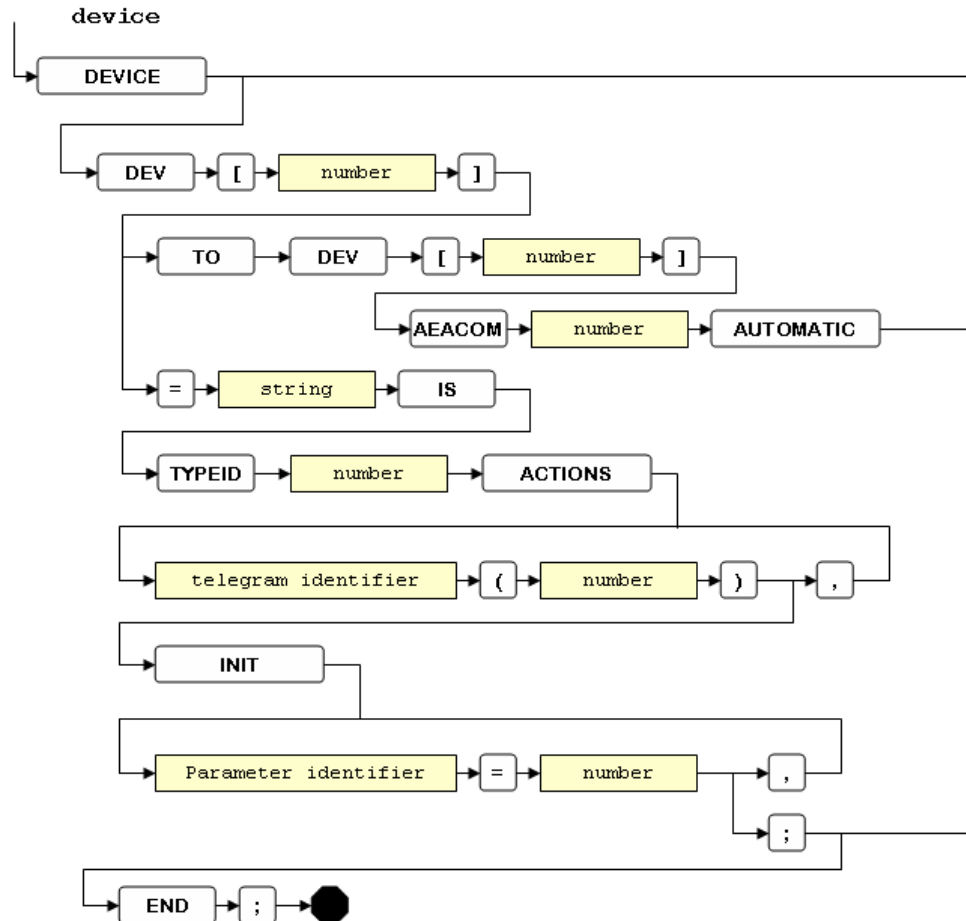 device
DEVICE
DEV [ number ]
TO DEV [ number ]
AEACOM number AUTOMATIC
= string IS
TYPEID number ACTIONS
telegram identifier ( number ) ,
INIT
Parameter identifier = number ,
;
END ;